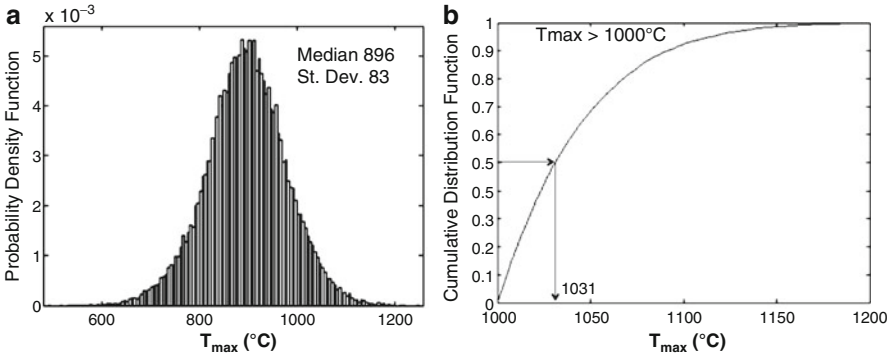 a
x 10⁻³
Probability Density Function
5
4
3
2
1
0
Median 896
St. Dev. 83
600
800
1000
1200
Tmax (°C)
b
Cumulative Distribution Function
1
0.9
0.8
0.7
0.6
0.5
0.4
0.3
0.2
0.1
0
Tmax > 1000°C
1031
1000
1050
1100
1150
1200
Tmax (°C)